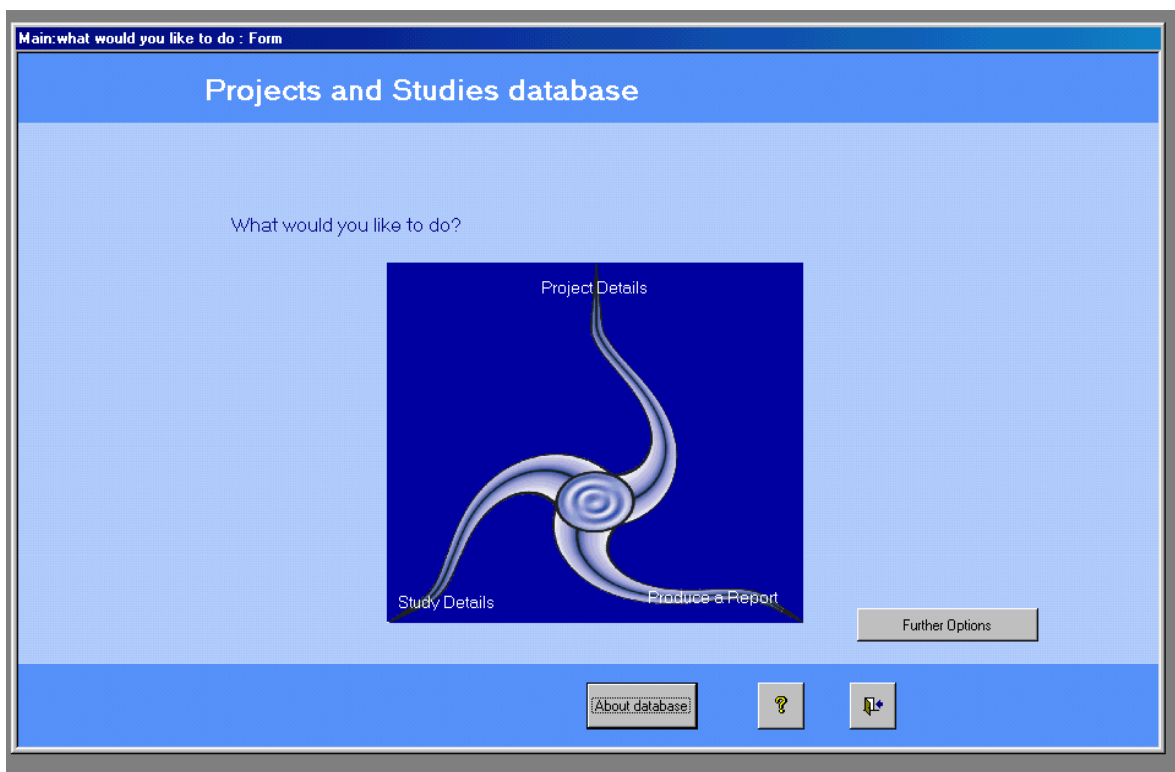 Main:what would you like to do : Form
Projects and Studies database
What would you like to do?
Project Details
Study Details
Produce a Report
Further Options
About database
?